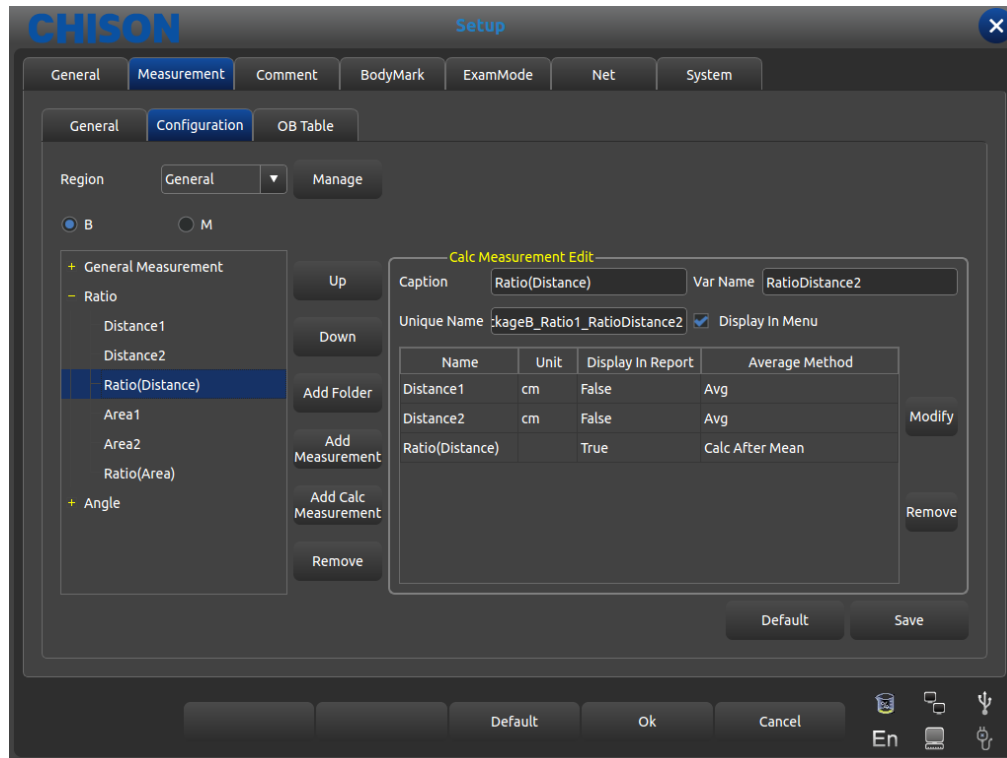 CHISON
Setup
General Measurement Comment BodyMark ExamMode Net System
General Configuration OB Table
Region General Manage
B M
+ General Measurement
- Ratio
Distance1
Distance2
Ratio(Distance)
Area1
Area2
Ratio(Area)
+ Angle
Up
Down
Add Folder
Add
Measurement
Add Calc
Measurement
Remove
Calc Measurement Edit
Caption Ratio(Distance) Var Name RatioDistance2
Unique Name ckageB_Ratio1_RatioDistance2 Display In Menu
Name Unit Display In Report Average Method
Distance1 cm False Avg
Distance2 cm False Avg
Ratio(Distance) True Calc After Mean
Modify
Remove
Default Save
Default Ok Cancel
En